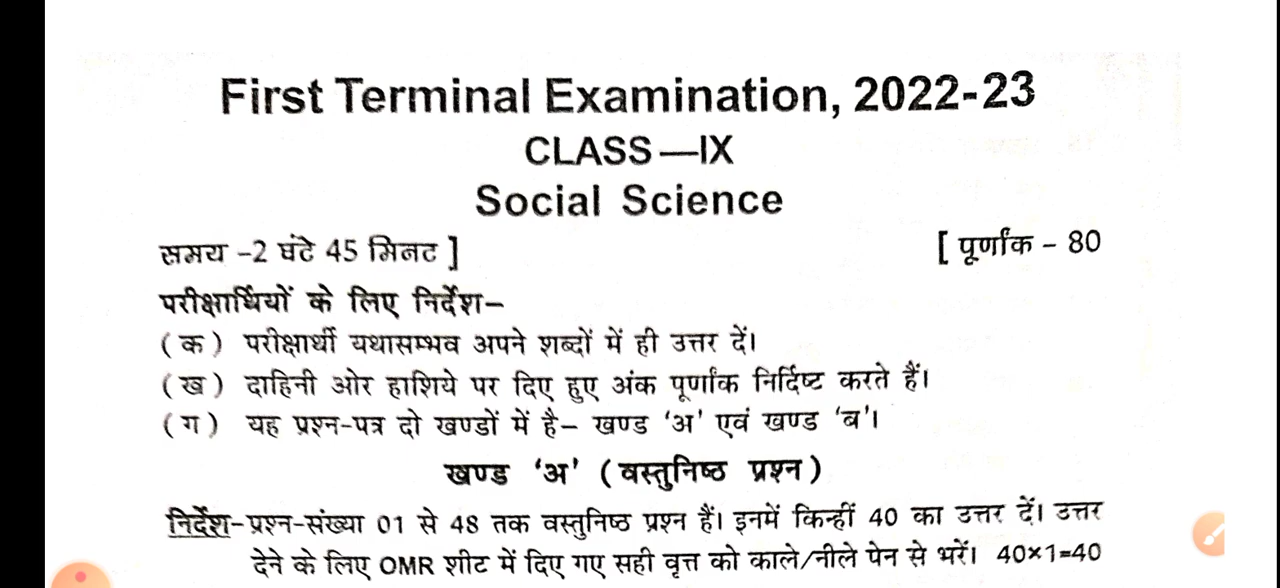 First Terminal Examination, 2022-23
CLASS—IX
Social Science
समय -2 घंटे 45 मिनट ] [ पूर्णांक - 80
परीक्षार्थियों के लिए निर्देश-
(क) परीक्षार्थी यथासम्भव अपने शब्दों में ही उत्तर दें।
(ख) दाहिनी ओर हाशिये पर दिए हुए अंक पूर्णांक निर्दिष्ट करते हैं।
(ग) यह प्रश्न-पत्र दो खण्डों में है- खण्ड 'अ' एवं खण्ड 'ब'।
खण्ड 'अ' (वस्तुनिष्ठ प्रश्न)
निर्देश-प्रश्न-संख्या 01 से 48 तक वस्तुनिष्ठ प्रश्न हैं। इनमें किन्हीं 40 का उत्तर दें। उत्तर
देने के लिए OMR शीट में दिए गए सही वृत्त को काले/नीले पेन से भरें। 40×1=40